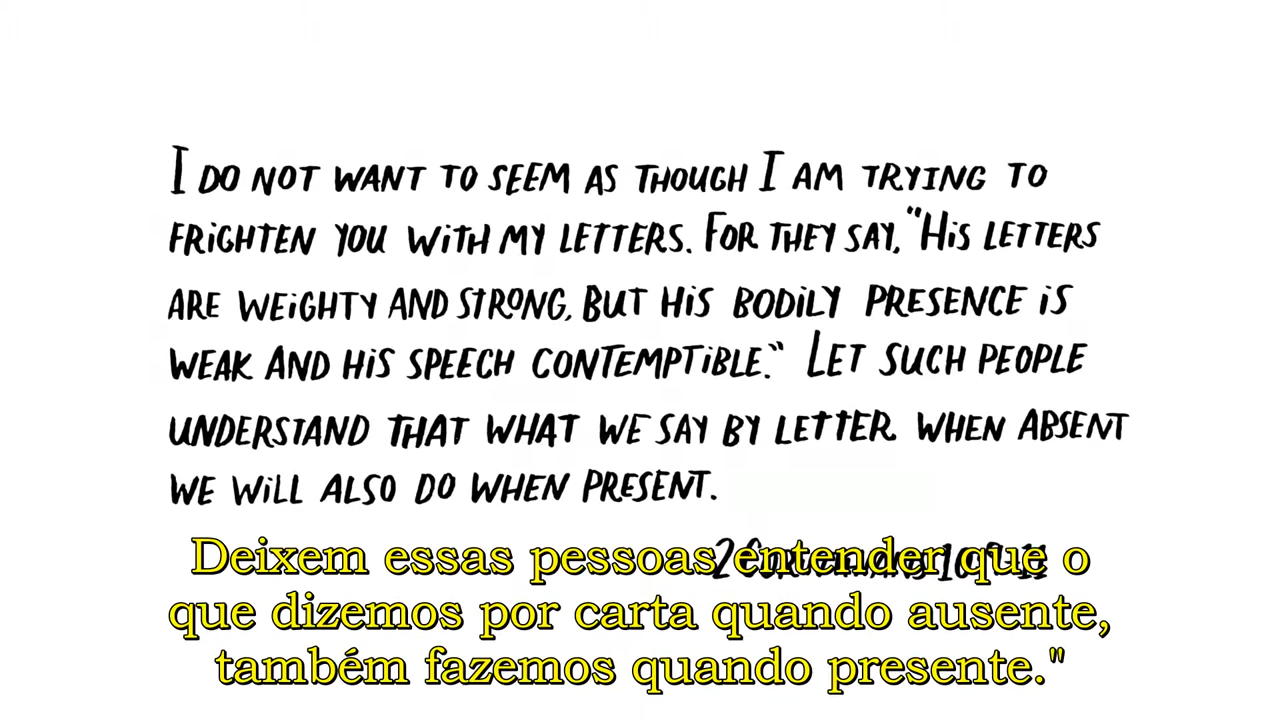 I DO NOT WANT TO SEEM AS THOUGH I AM TRYING TO
FRIGHTEN YOU WITH MY LETTERS. FOR THEY SAY, "HIS LETTERS
ARE WEIGHTY AND STRONG, BUT HIS BODILY PRESENCE IS
WEAK AND HIS SPEECH CONTEMPTIBLE." LET SUCH PEOPLE
UNDERSTAND THAT WHAT WE SAY BY LETTER WHEN ABSENT
WE WILL ALSO DO WHEN PRESENT.
Deixem essas pessoas entender que o
que dizemos por carta quando ausente,
também fazemos quando presente."